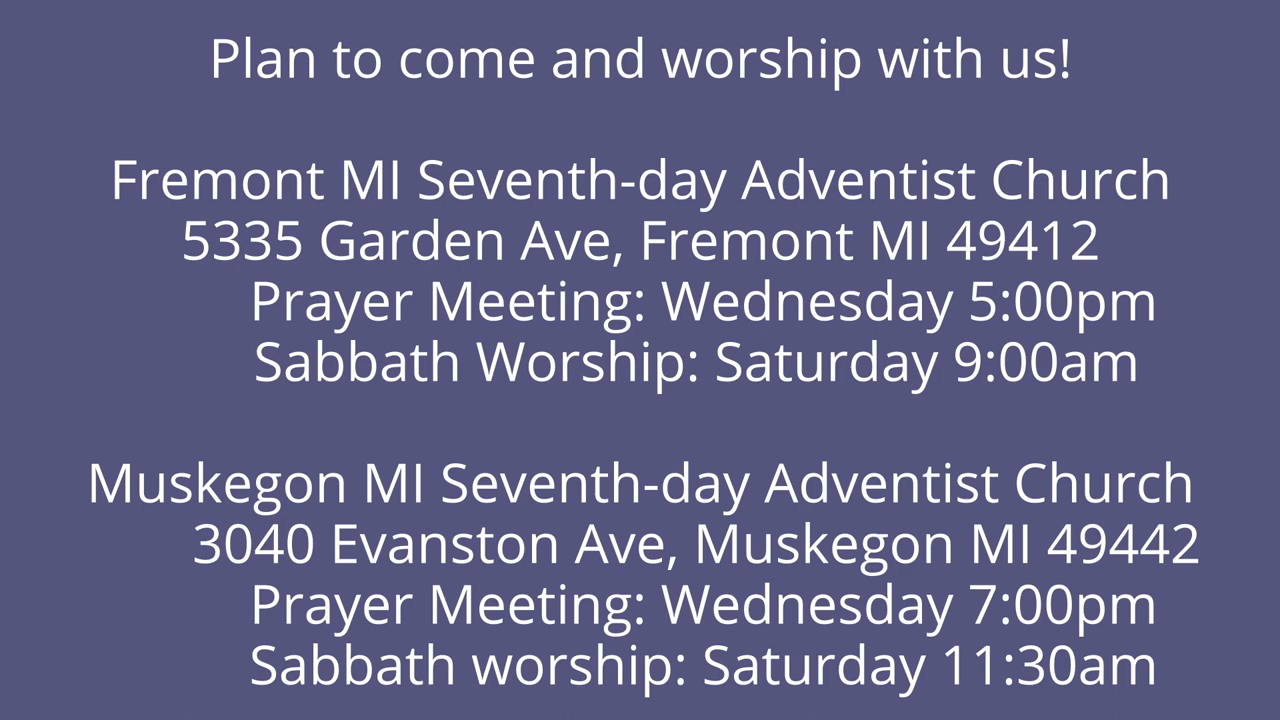 Plan to come and worship with us!
Fremont MI Seventh-day Adventist Church
5335 Garden Ave, Fremont MI 49412
Prayer Meeting: Wednesday 5:00pm
Sabbath Worship: Saturday 9:00am
Muskegon MI Seventh-day Adventist Church
3040 Evanston Ave, Muskegon MI 49442
Prayer Meeting: Wednesday 7:00pm
Sabbath worship: Saturday 11:30am